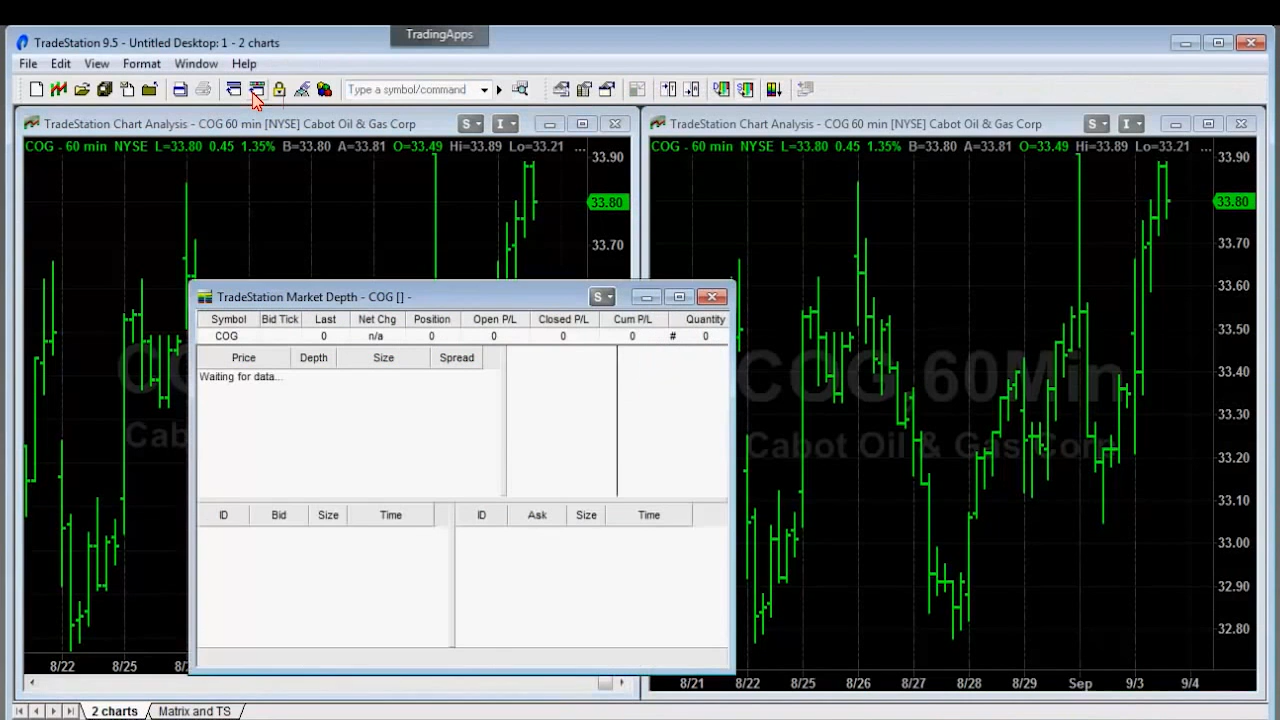 TradingApps
TradeStation 9.5 - Untitled Desktop: 1 - 2 charts
File Edit View Format Window Help
Type a symbol/command
TradeStation Chart Analysis - COG 60 min [NYSE] Cabot Oil & Gas Corp S I
COG - 60 min NYSE L=33.80 0.45 1.35% B=33.80 A=33.81 O=33.49 Hi=33.89 Lo=33.21 ...
33.90
33.80
33.70
8/22 8/25
TradeStation Chart Analysis - COG 60 min [NYSE] Cabot Oil & Gas Corp S I
COG - 60 min NYSE L=33.80 0.45 1.35% B=33.80 A=33.81 O=33.49 Hi=33.89 Lo=33.21 ...
33.90
33.80
33.70
33.60
33.50
33.40
33.30
33.20
33.10
33.00
32.90
32.80
COG 60Min
Cabot Oil & Gas Corp
8/21 8/22 8/25 8/26 8/27 8/28 8/29 Sep 9/3 9/4
TradeStation Market Depth - COG [] - S
Symbol Bid Tick Last Net Chg Position Open P/L Closed P/L Cum P/L Quantity
COG 0 n/a 0 0 0 0 # 0
Price Depth Size Spread
Waiting for data...
ID Bid Size Time ID Ask Size Time
2 charts Matrix and TS